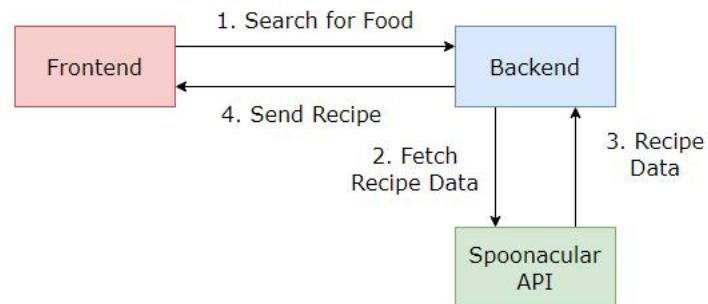 1. Search for Food
Frontend
Backend
4. Send Recipe
2. Fetch
Recipe Data
3. Recipe
Data
Spoonacular
API